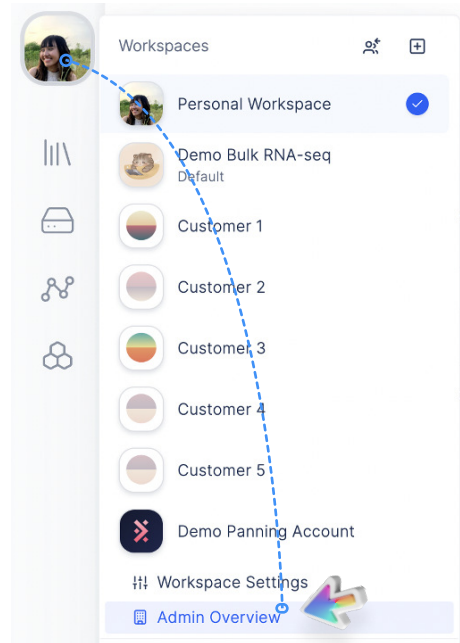 Workspaces
Personal Workspace
Demo Bulk RNA-seq
Default
Customer 1
Customer 2
Customer 3
Customer 4
Customer 5
Demo Panning Account
Workspace Settings
Admin Overview